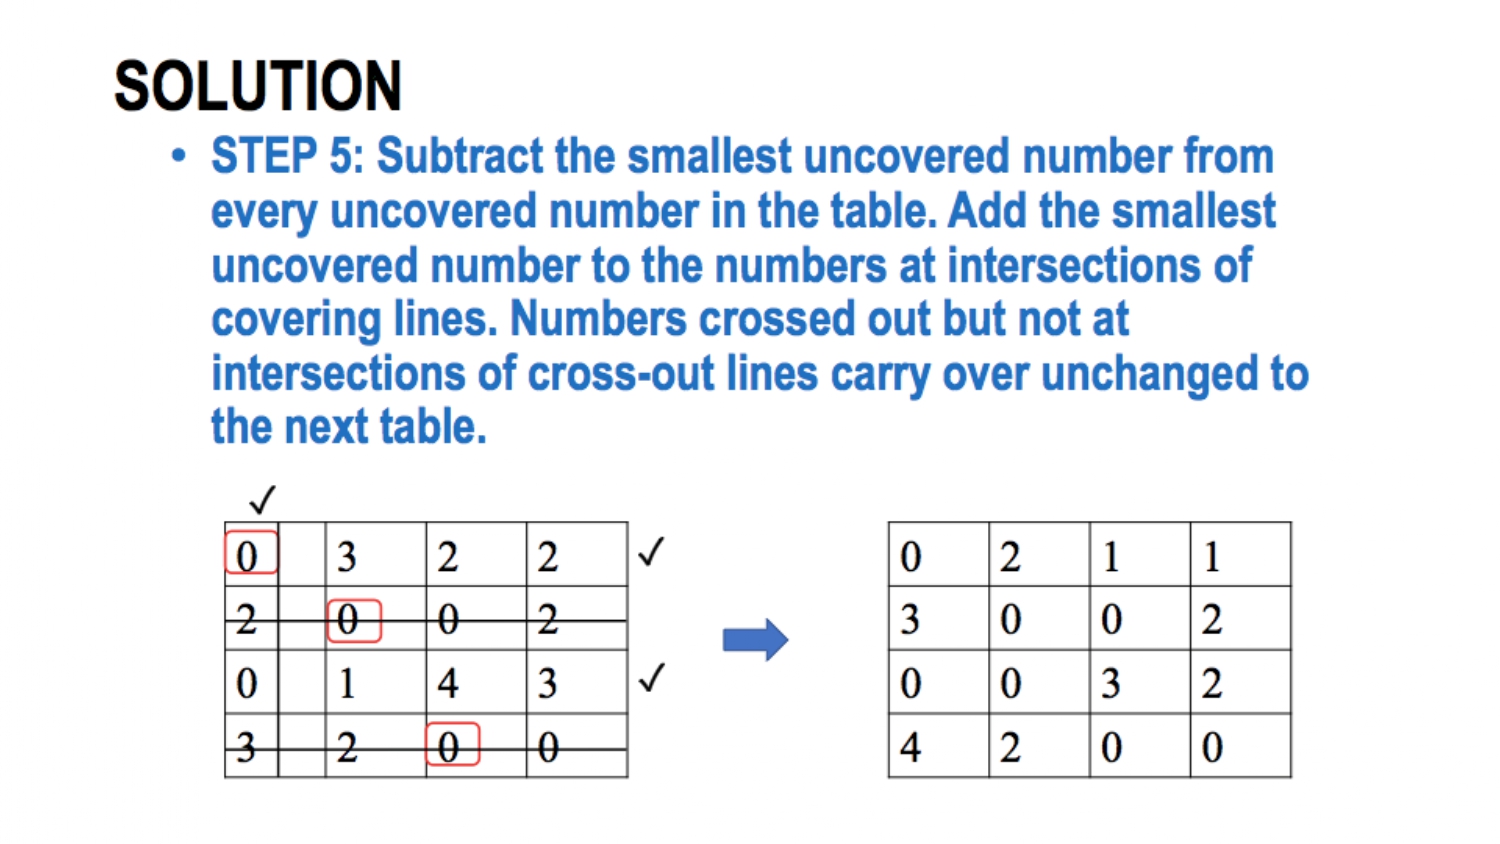 SOLUTION
• STEP 5: Subtract the smallest uncovered number from
every uncovered number in the table. Add the smallest
uncovered number to the numbers at intersections of
covering lines. Numbers crossed out but not at
intersections of cross-out lines carry over unchanged to
the next table.
✓
0 3 2 2 ✓
2 0 0 2
0 1 4 3 ✓
3 2 0 0
0 2 1 1
3 0 0 2
0 0 3 2
4 2 0 0